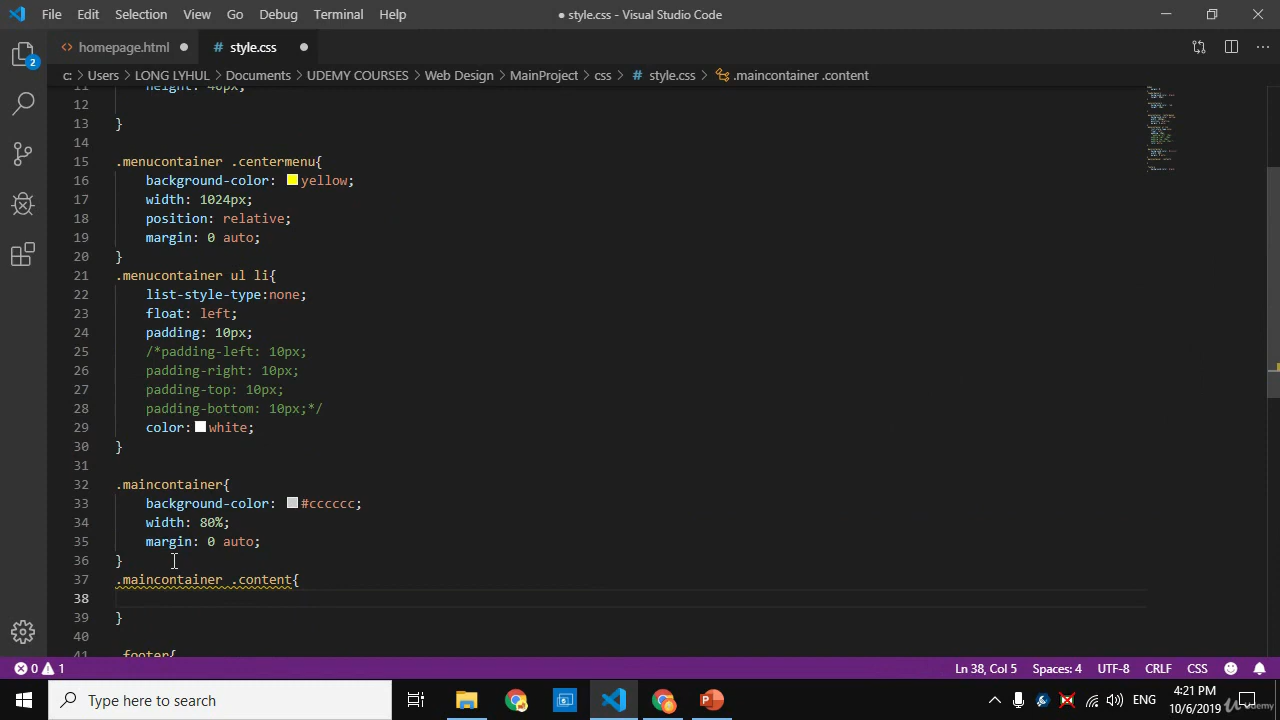 File Edit Selection View Go Debug Terminal Help
● style.css - Visual Studio Code
homepage.html
# style.css
c: > Users > LONG LYHUL > Documents > UDEMY COURSES > Web Design > MainProject > css > # style.css > .maincontainer .content
11 height: 40px;
12
13 }
14
15 .menucontainer .centermenu{
16 background-color: yellow;
17 width: 1024px;
18 position: relative;
19 margin: 0 auto;
20 }
21 .menucontainer ul li{
22 list-style-type:none;
23 float: left;
24 padding: 10px;
25 /*padding-left: 10px;
26 padding-right: 10px;
27 padding-top: 10px;
28 padding-bottom: 10px;*/
29 color: white;
30 }
31
32 .maincontainer{
33 background-color: #cccccc;
34 width: 80%;
35 margin: 0 auto;
36 }
37 .maincontainer .content{
38
39 }
40
41 .footer{
2
0 1
Ln 38, Col 5 Spaces: 4 UTF-8 CRLF CSS
Type here to search
ENG
4:21 PM
10/6/2019
Udemy